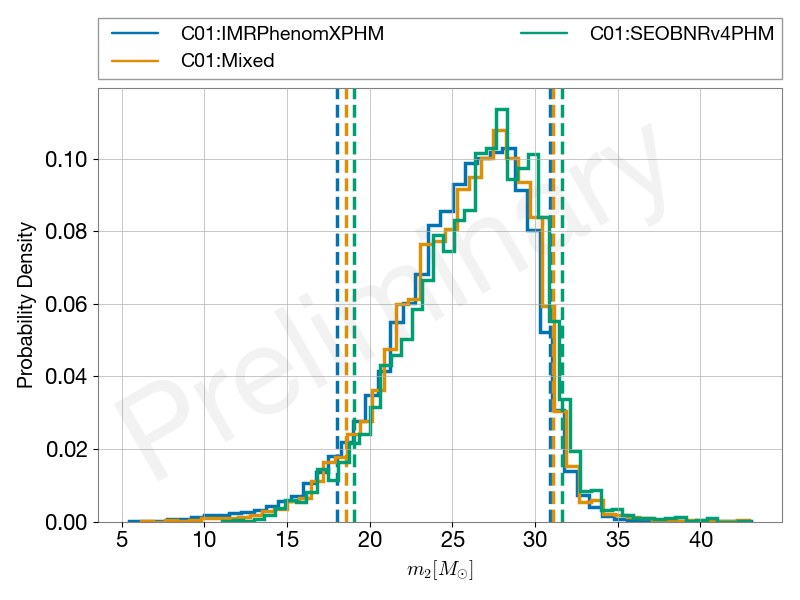 C01:IMRPhenomXPHM C01:SEOBNRv4PHM
C01:Mixed
Preliminary
Probability Density
0.10
0.08
0.06
0.04
0.02
0.00
5 10 15 20 25 30 35 40
m₂[M⊙]